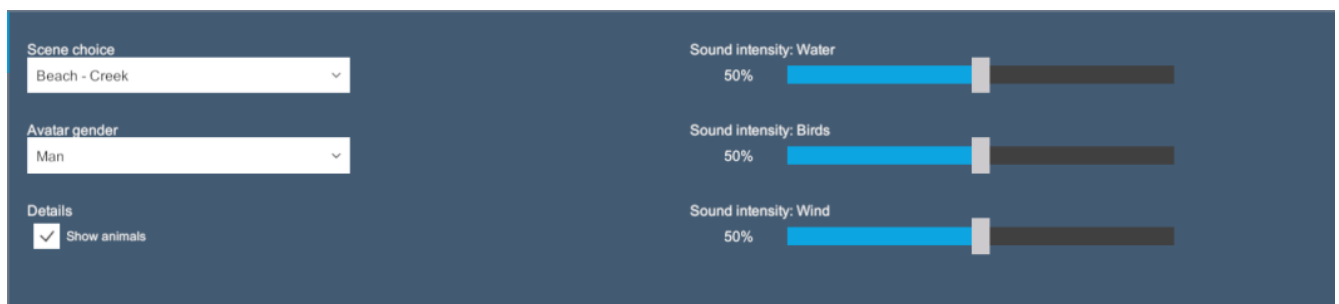 Scene choice
Beach - Creek
Avatar gender
Man
Details
Show animals
Sound intensity: Water
50%
Sound intensity: Birds
50%
Sound intensity: Wind
50%